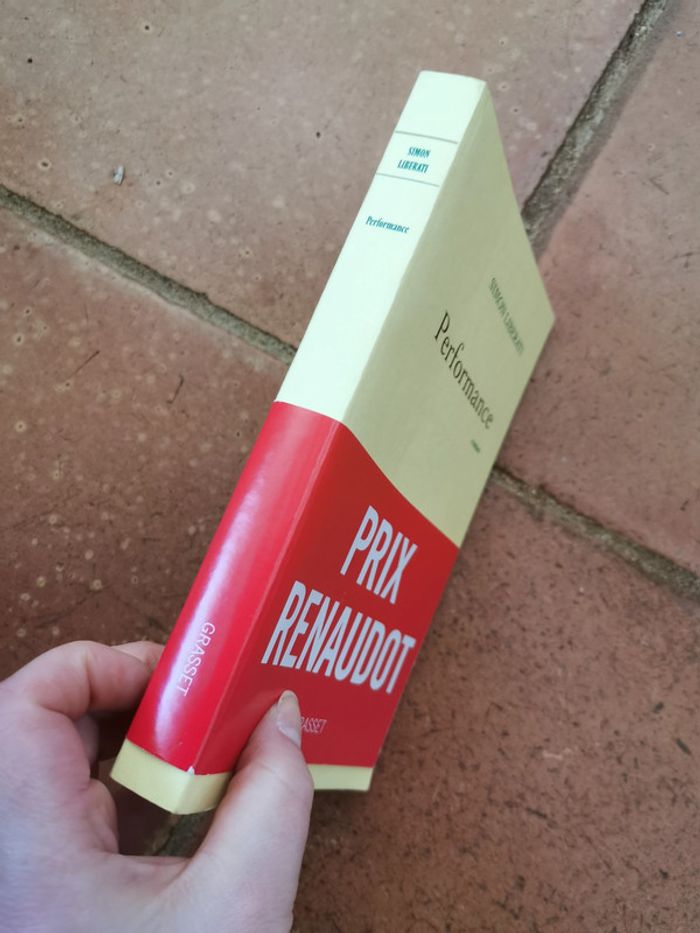 SIMON
LIBERATI
Performance
GRASSET
SIMON LIBERATI
Performance
PRIX
RENAUDOT